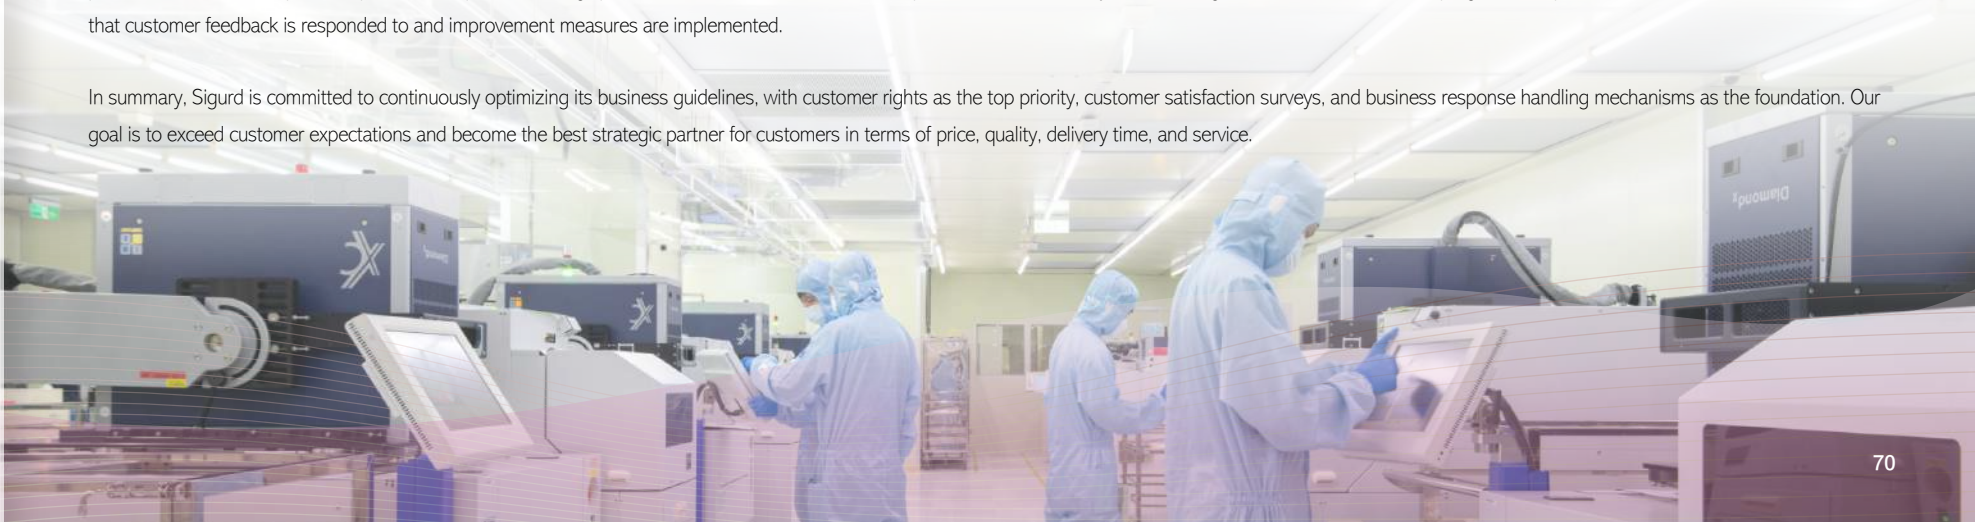 that customer feedback is responded to and improvement measures are implemented.
In summary, Sigurd is committed to continuously optimizing its business guidelines, with customer rights as the top priority, customer satisfaction surveys, and business response handling mechanisms as the foundation. Our
goal is to exceed customer expectations and become the best strategic partner for customers in terms of price, quality, delivery time, and service.
Diamondx
70